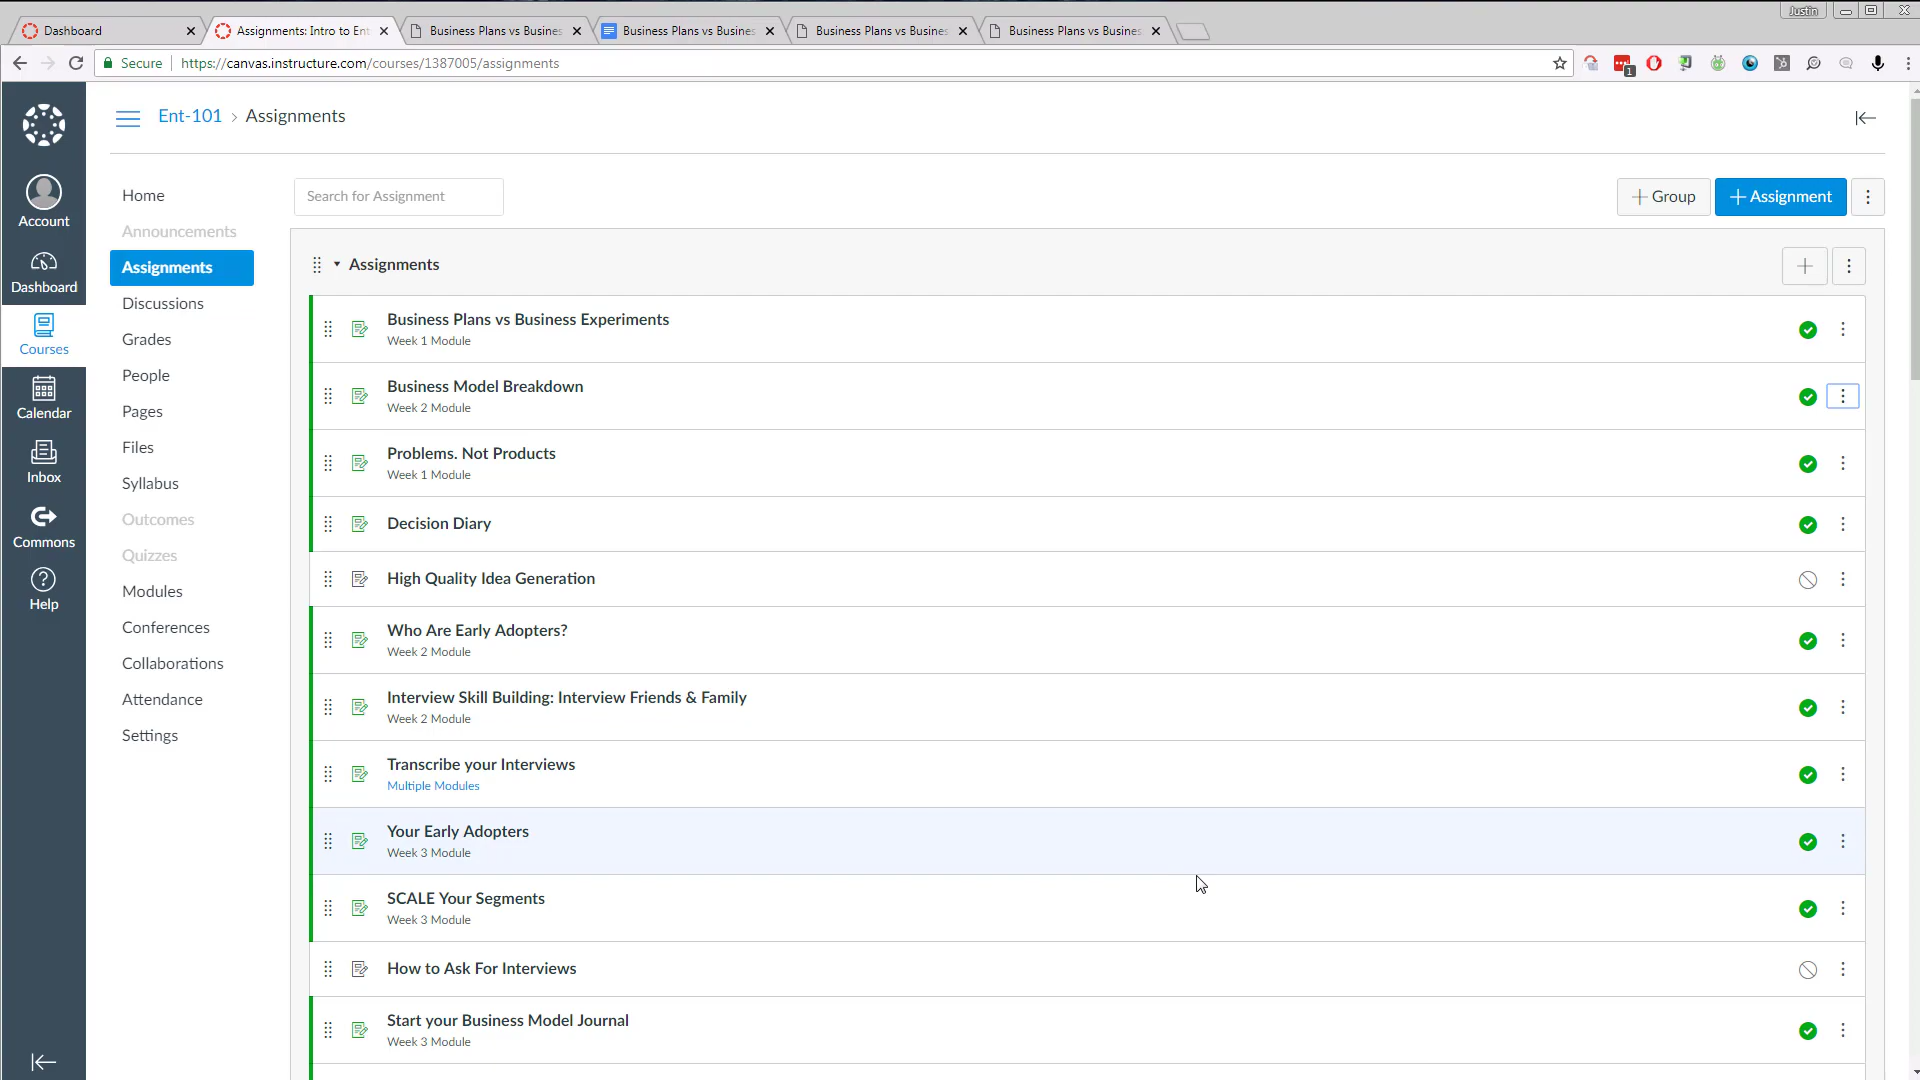 Justin
Dashboard
Assignments: Intro to Ent
Business Plans vs Busines
Business Plans vs Busine
Business Plans vs Busines
Business Plans vs Busines
Secure
https://canvas.instructure.com/courses/1387005/assignments
1
Ent-101 > Assignments
Account
Dashboard
Courses
Calendar
Inbox
Commons
Help
Home
Announcements
Assignments
Discussions
Grades
People
Pages
Files
Syllabus
Outcomes
Quizzes
Modules
Conferences
Collaborations
Attendance
Settings
Search for Assignment
+ Group
+ Assignment
Assignments
Business Plans vs Business Experiments
Week 1 Module
Business Model Breakdown
Week 2 Module
Problems. Not Products
Week 1 Module
Decision Diary
High Quality Idea Generation
Who Are Early Adopters?
Week 2 Module
Interview Skill Building: Interview Friends & Family
Week 2 Module
Transcribe your Interviews
Multiple Modules
Your Early Adopters
Week 3 Module
SCALE Your Segments
Week 3 Module
How to Ask For Interviews
Start your Business Model Journal
Week 3 Module